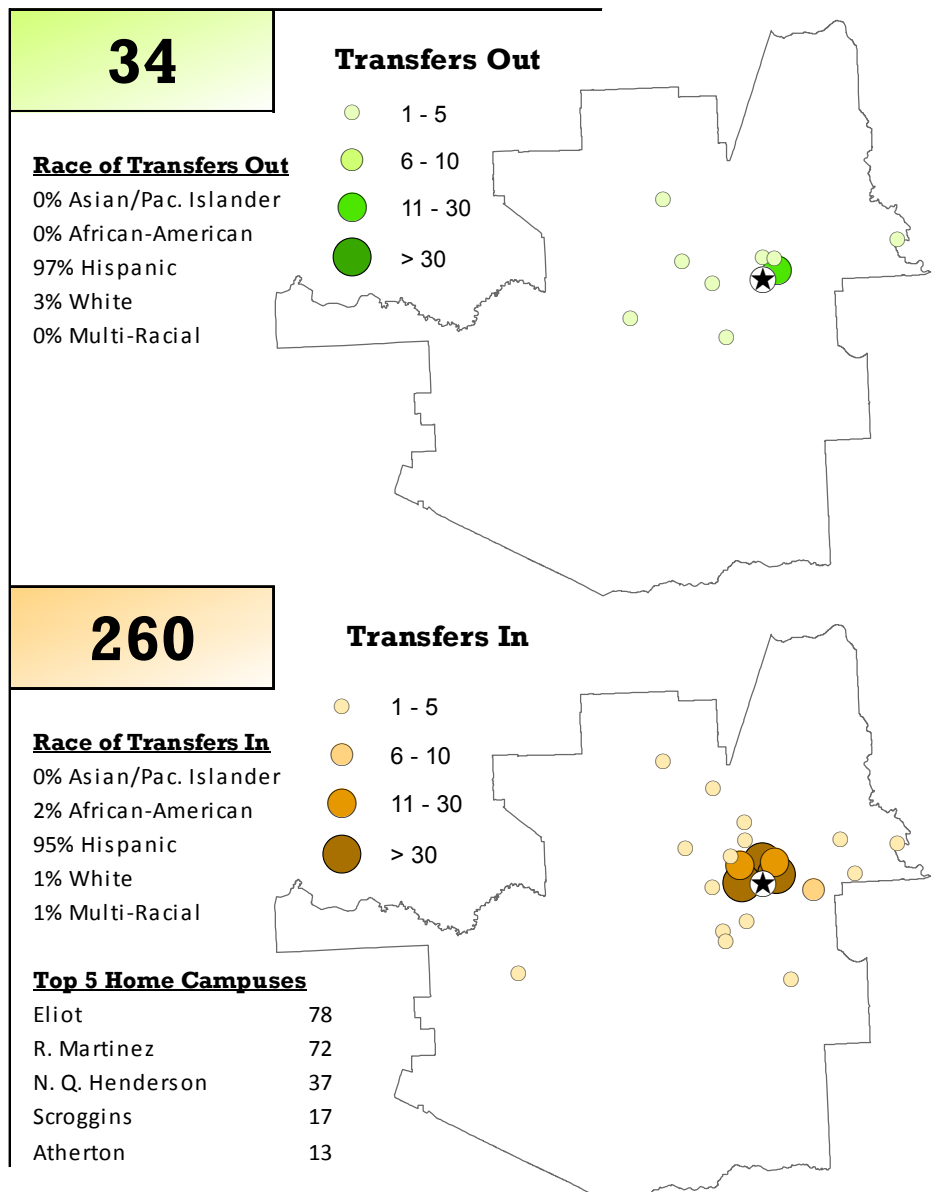 34
Transfers Out
1 - 5
6 - 10
11 - 30
> 30
Race of Transfers Out
0% Asian/Pac. Islander
0% African-American
97% Hispanic
3% White
0% Multi-Racial
260
Transfers In
1 - 5
6 - 10
11 - 30
> 30
Race of Transfers In
0% Asian/Pac. Islander
2% African-American
95% Hispanic
1% White
1% Multi-Racial
Top 5 Home Campuses
Eliot 78
R. Martinez 72
N. Q. Henderson 37
Scroggins 17
Atherton 13